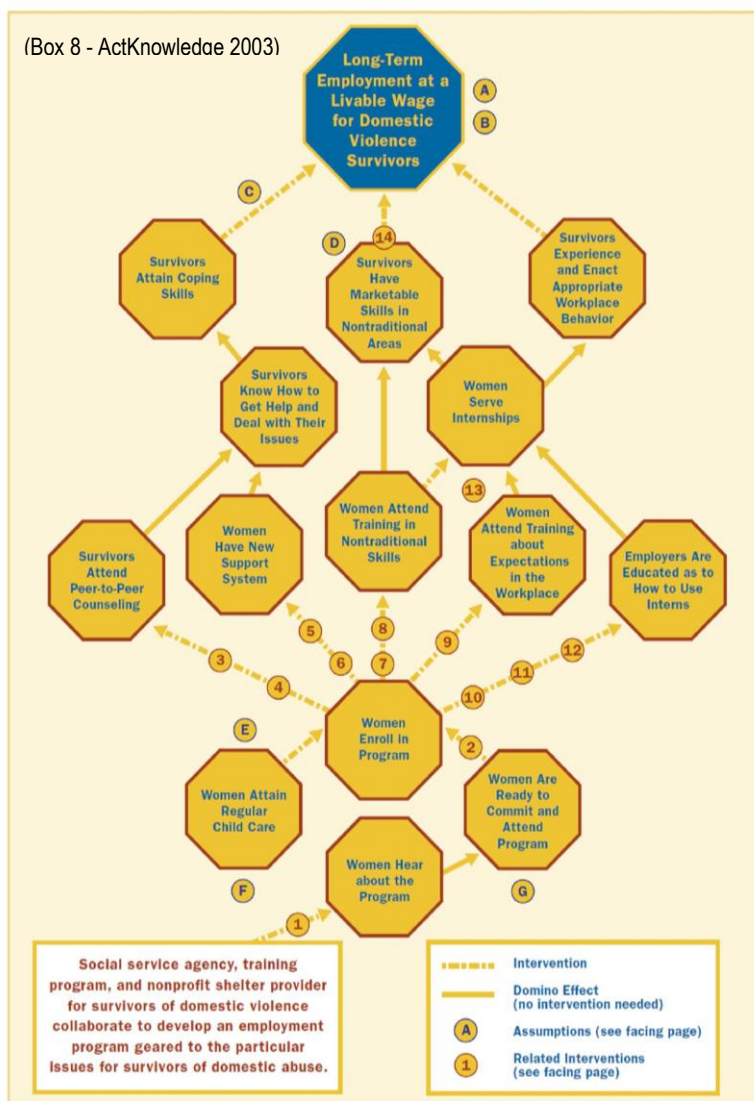 (Box 8 - ActKnowledge 2003)
Long-Term
Employment at a
Livable Wage
for Domestic
Violence
Survivors
A
B
C
D
14
Survivors
Attain Coping
Skills
Survivors
Have
Marketable
Skills in
Nontraditional
Areas
Survivors
Experience
and Enact
Appropriate
Workplace
Behavior
Survivors
Know How to
Get Help and
Deal with Their
Issues
Women
Serve
Internships
13
Survivors
Attend
Peer-to-Peer
Counseling
Women
Have New
Support
System
Women Attend
Training in
Nontraditional
Skills
Women
Attend Training
about
Expectations
in the
Workplace
Employers Are
Educated as to
How to Use
Interns
3
4
5
6
8
7
9
10
11
12
Women
Enroll in
Program
E
2
Women Attain
Regular
Child Care
Women Are
Ready to
Commit and
Attend
Program
F
Women Hear
about the
Program
G
1
Social service agency, training
program, and nonprofit shelter provider
for survivors of domestic violence
collaborate to develop an employment
program geared to the particular
issues for survivors of domestic abuse.
Intervention
Domino Effect
(no intervention needed)
A Assumptions (see facing page)
1 Related Interventions
(see facing page)